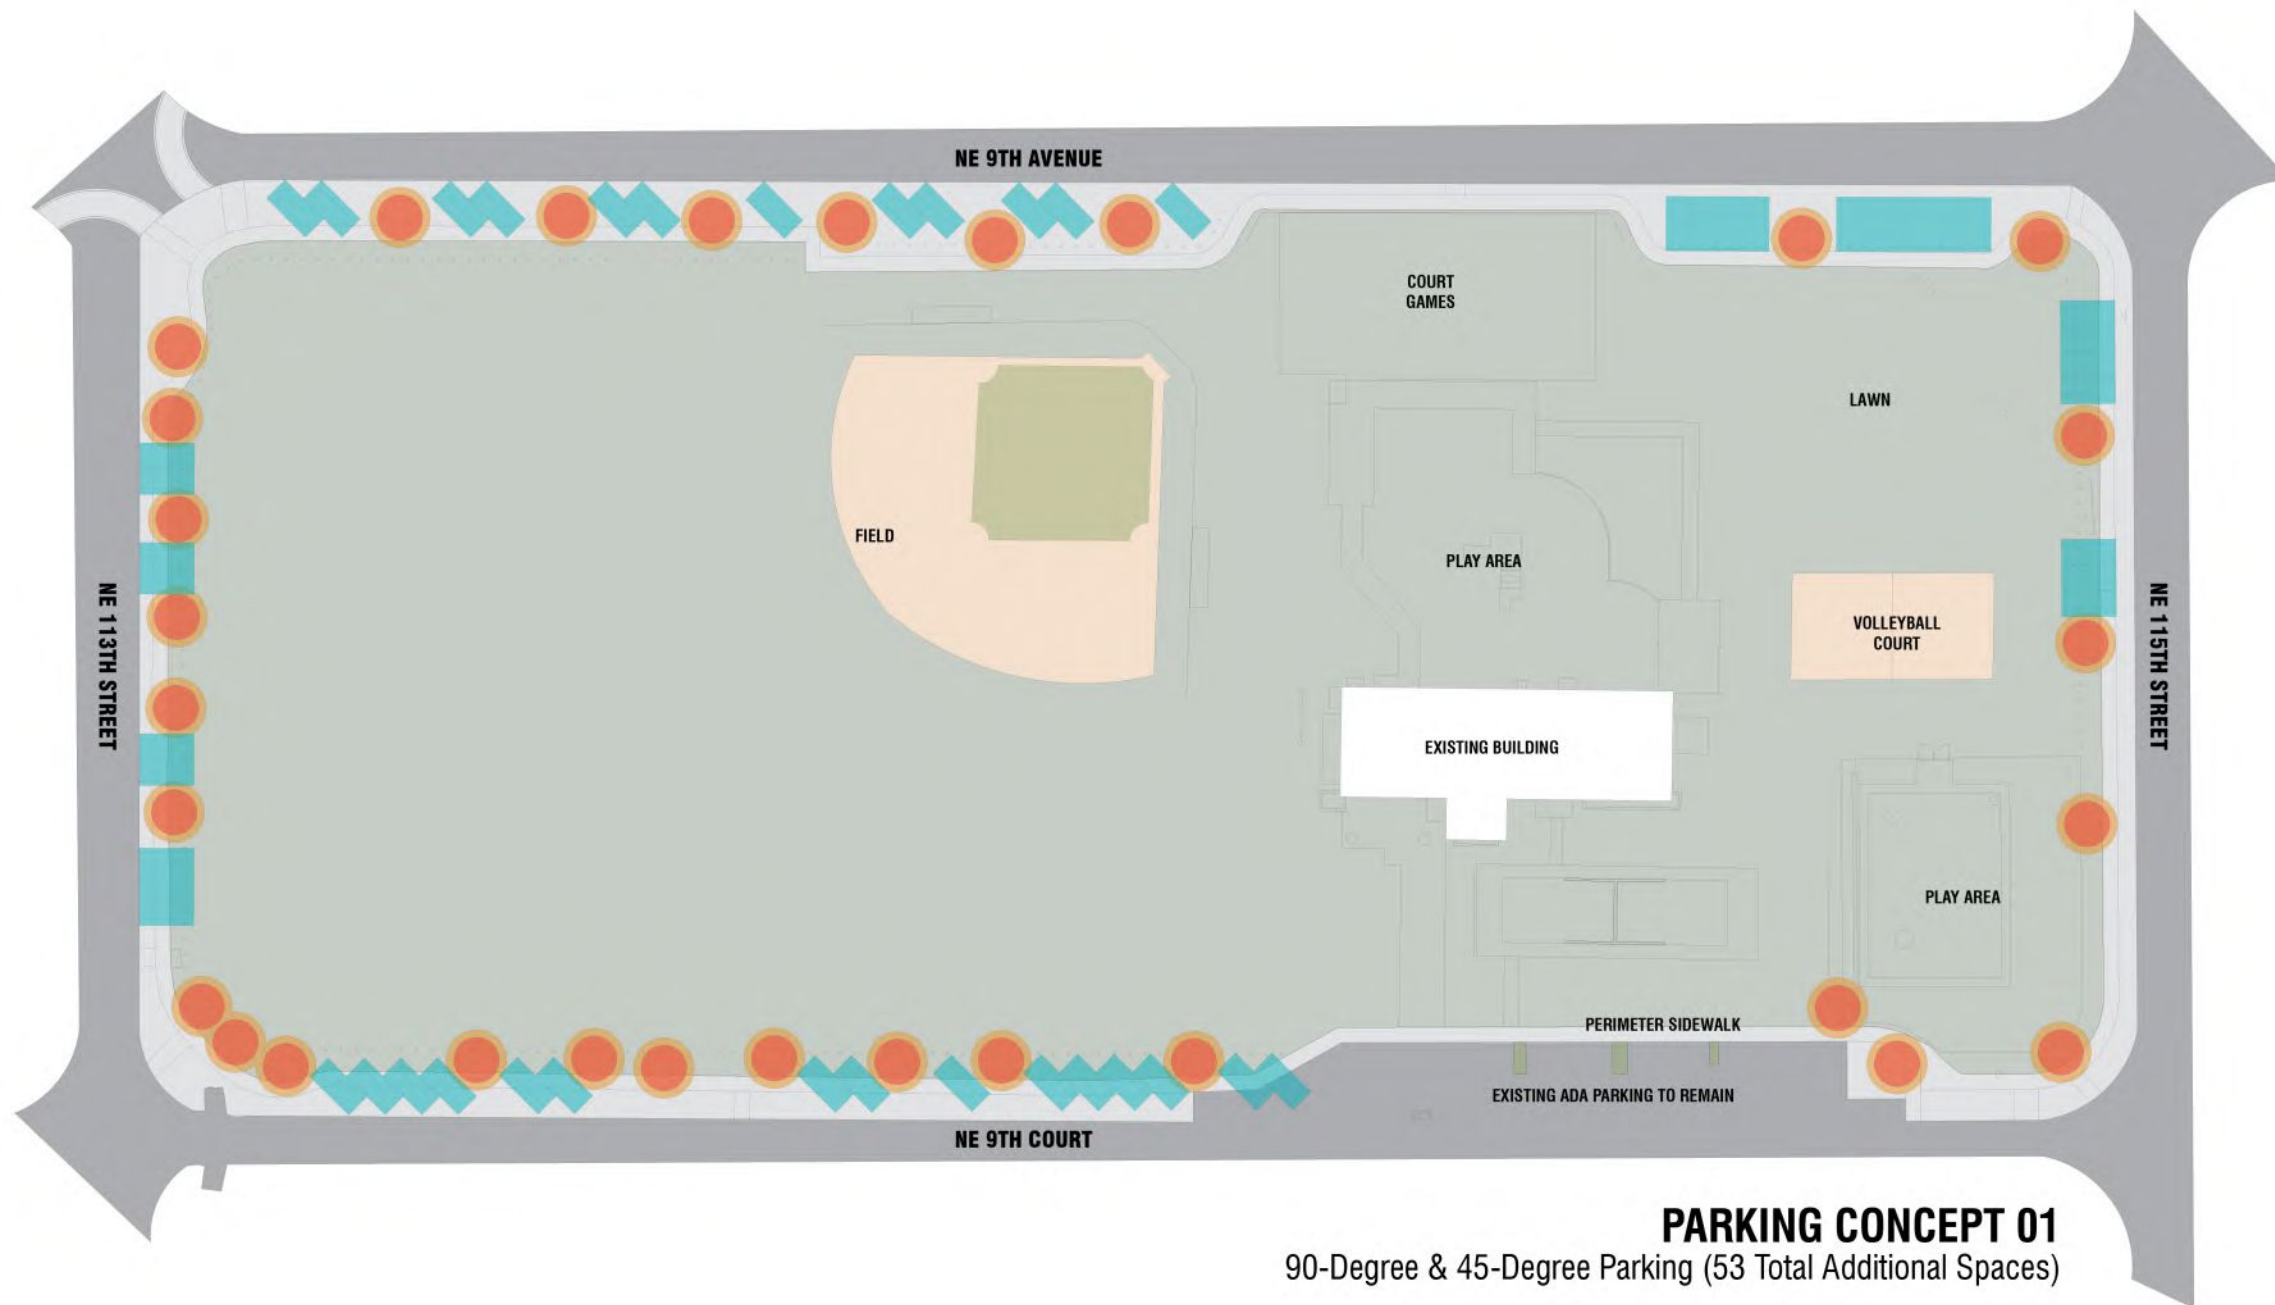 NE 9TH AVENUE
COURT
GAMES
LAWN
FIELD
PLAY AREA
NE 113TH STREET
NE 115TH STREET
VOLLEYBALL
COURT
EXISTING BUILDING
PLAY AREA
PERIMETER SIDEWALK
EXISTING ADA PARKING TO REMAIN
NE 9TH COURT
PARKING CONCEPT 01
90-Degree & 45-Degree Parking (53 Total Additional Spaces)